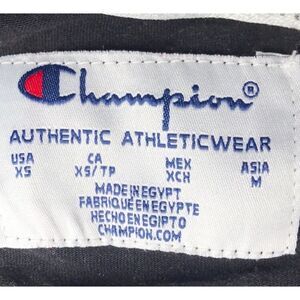 Champion®
AUTHENTIC ATHLETICWEAR
USA CA MEX ASIA
XS XS/TP XCH M
MADE IN EGYPT
FABRIQUÉ EN EGYPTE
HECHO EN EGIPTO
CHAMPION.COM